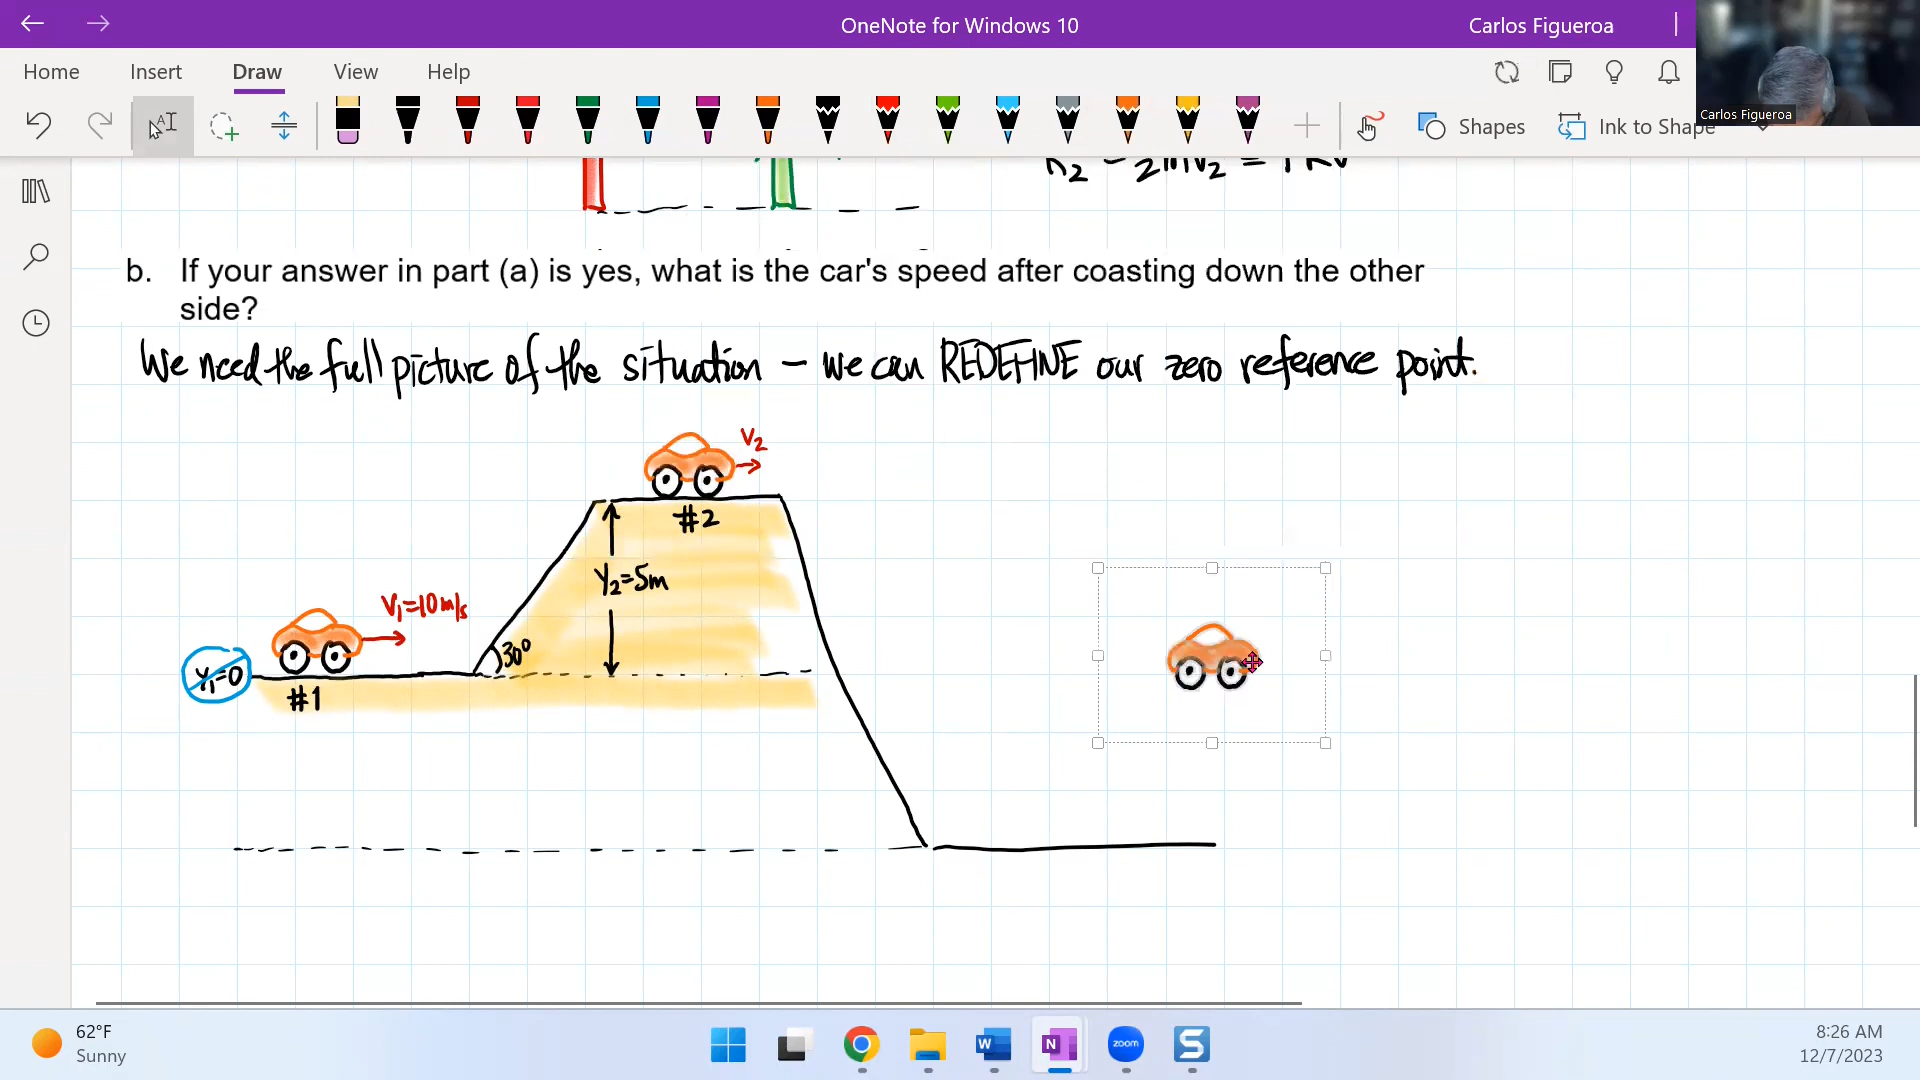 OneNote for Windows 10
Carlos Figueroa
Home Insert Draw View Help
Carlos Figueroa
Shapes
Ink to Shape
b. If your answer in part (a) is yes, what is the car's speed after coasting down the other
side?
We need the full picture of the situation – we can REDEFINE our zero reference point.
V₂
#2
Y₂=5m
V₁=10m/s
30°
Y₁=0
#1
62°F
Sunny
zoom
8:26 AM
12/7/2023